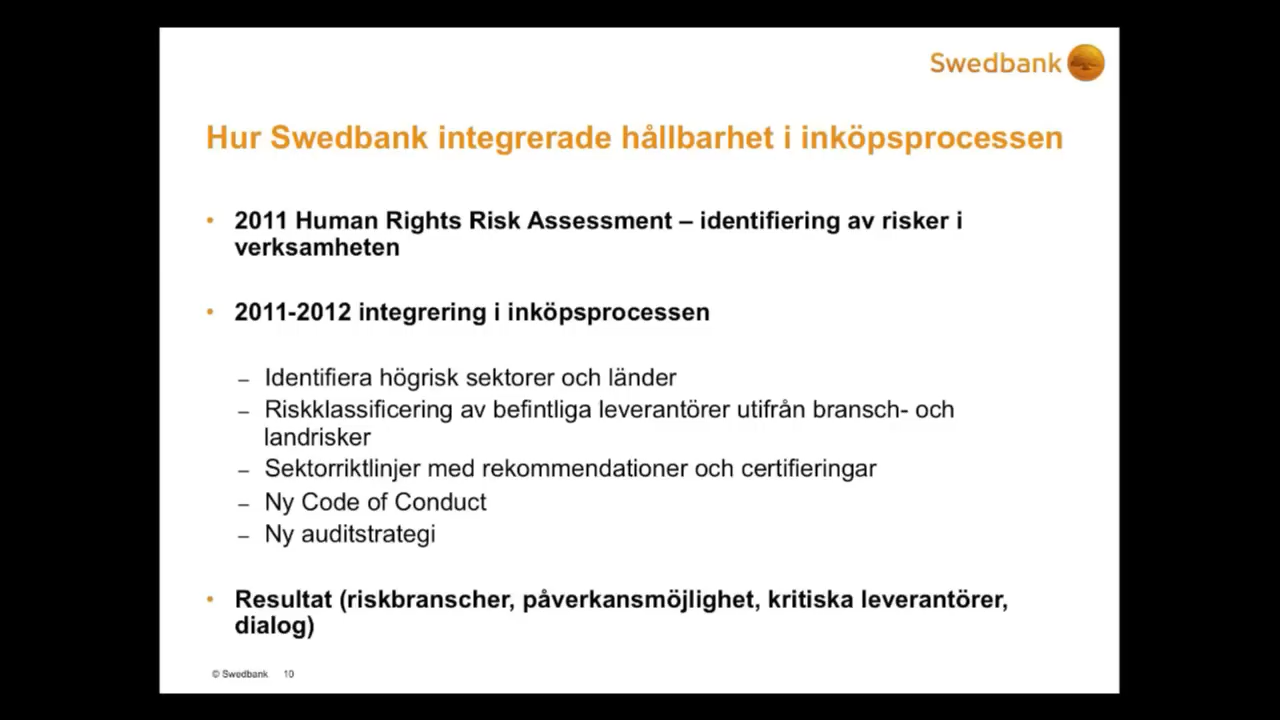 Swedbank
Hur Swedbank integrerade hållbarhet i inköpsprocessen
• 2011 Human Rights Risk Assessment – identifiering av risker i
verksamheten
• 2011-2012 integrering i inköpsprocessen
– Identifiera högrisk sektorer och länder
– Riskklassificering av befintliga leverantörer utifrån bransch- och
landrisker
– Sektorriktlinjer med rekommendationer och certifieringar
– Ny Code of Conduct
– Ny auditstrategi
• Resultat (riskbranscher, påverkansmöjlighet, kritiska leverantörer,
dialog)
© Swedbank 10